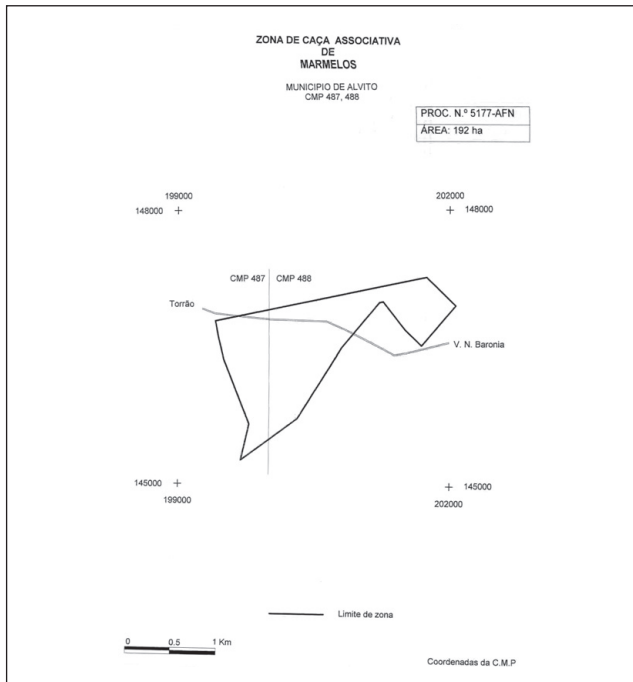 ZONA DE CAÇA ASSOCIATIVA
DE
MARMELOS
MUNICIPIO DE ALVITO
CMP 487, 488
PROC. N.º 5177-AFN
ÁREA: 192 ha
199000
202000
148000
148000
CMP 487
CMP 488
Torrão
V. N. Baronia
145000
145000
199000
202000
Limite de zona
0 0.5 1 Km
Coordenadas da C.M.P